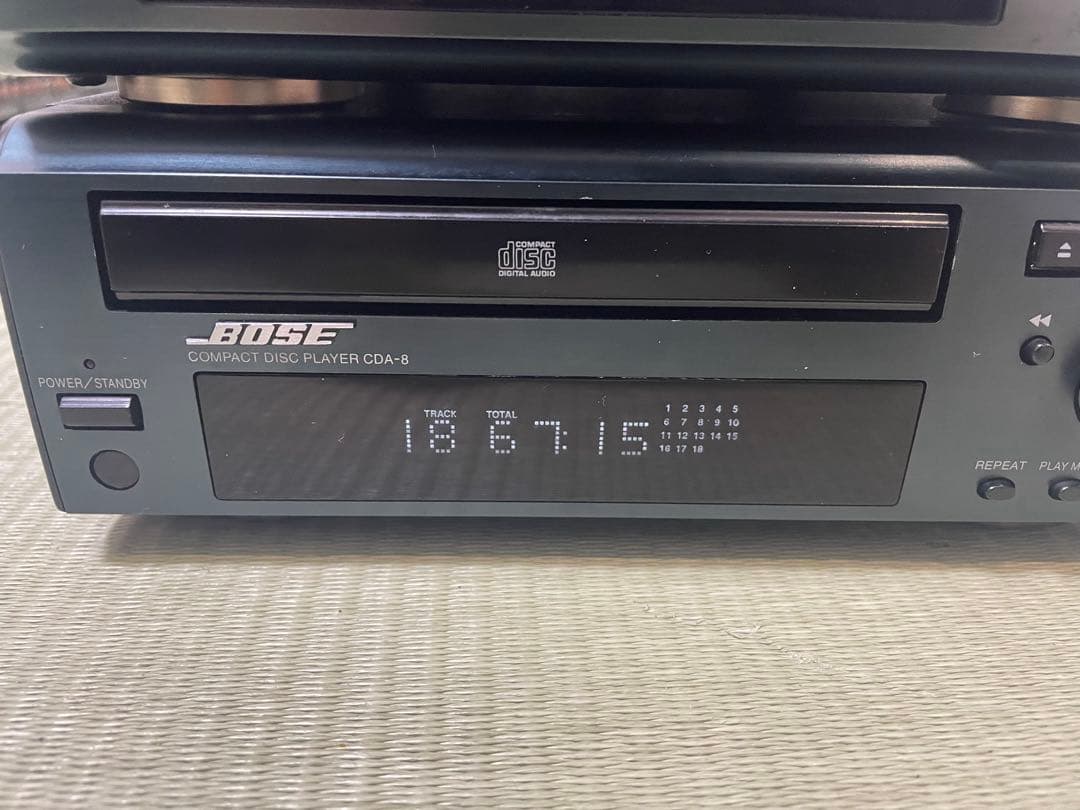 COMPACT
disc
DIGITAL AUDIO
BOSE
COMPACT DISC PLAYER CDA-8
POWER/STANDBY
TRACK TOTAL
18 67:15
1 2 3 4 5
6 7 8 9 10
11 12 13 14 15
16 17 18
REPEAT PLAY M